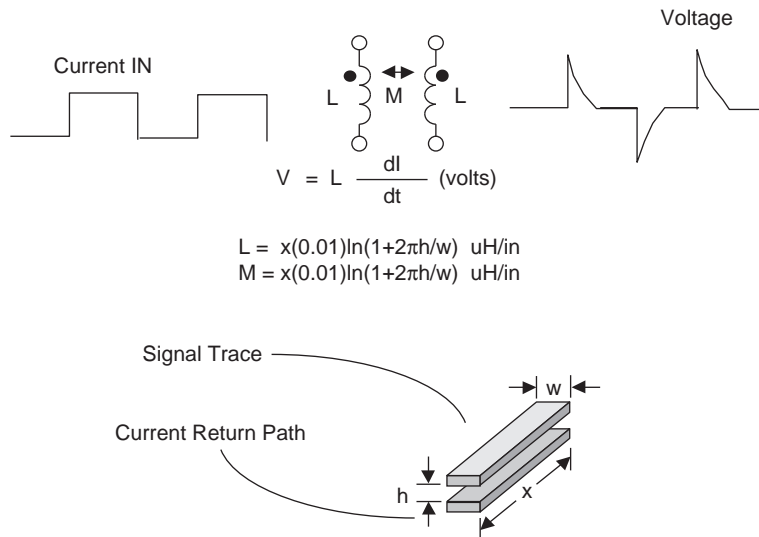 Voltage
Current IN
L M L
V = L dI/dt (volts)
L = x(0.01)ln(1+2πh/w) uH/in
M = x(0.01)ln(1+2πh/w) uH/in
Signal Trace
w
Current Return Path
h
x